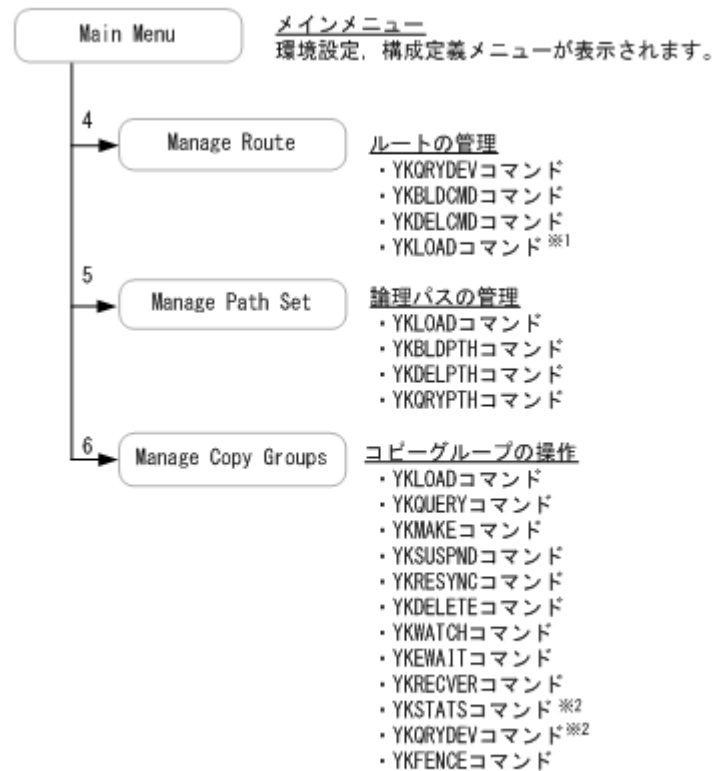 Main Menu
メインメニュー
環境設定，構成定義メニューが表示されます。
4
Manage Route
ルートの管理
・YKQRYDEVコマンド
・YKBLDCMDコマンド
・YKDELCMDコマンド
・YKLOADコマンド※1
5
Manage Path Set
論理パスの管理
・YKLOADコマンド
・YKBLDPTHコマンド
・YKDELPTHコマンド
・YKQRYPTHコマンド
6
Manage Copy Groups
コピーグループの操作
・YKLOADコマンド
・YKQUERYコマンド
・YKMAKEコマンド
・YKSUSPNDコマンド
・YKRESYNCコマンド
・YKDELETEコマンド
・YKWATCHコマンド
・YKEWAITコマンド
・YKRECVERコマンド
・YKSTATSコマンド※2
・YKQRYDEVコマンド※2
・YKFENCEコマンド